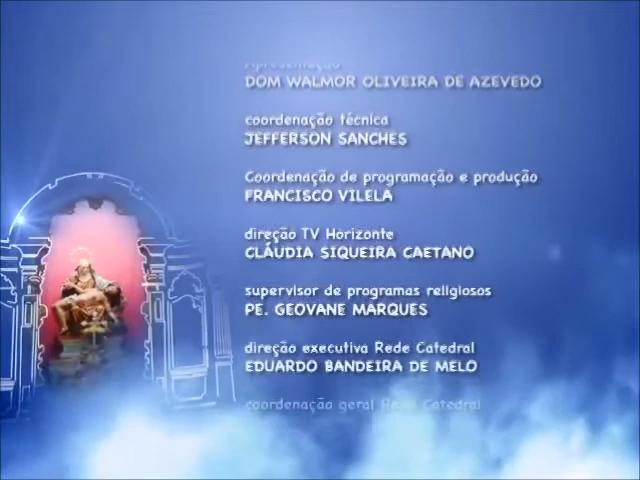 Apresentação
DOM WALMOR OLIVEIRA DE AZEVEDO
coordenação técnica
JEFFERSON SANCHES
Coordenação de programação e produção
FRANCISCO VILELA
direção TV Horizonte
CLÁUDIA SIQUEIRA CAETANO
supervisor de programas religiosos
PE. GEOVANE MARQUES
direção executiva Rede Catedral
EDUARDO BANDEIRA DE MELO
coordenação geral Rede Catedral